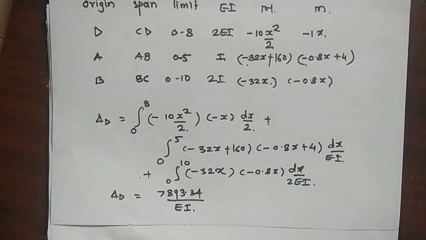 origin span limit EI M. m.
D CD 0-8 2EI -10x²/2 -1x.
A AB 0.5 I. (-32x+160) (-0.8x+4)
B BC 0-10 2I. (-32x.) (-0.8x)
Δ_D = ∫₀⁸ (-10x²/2.) (-x) dx/2. +
∫₀⁵ (-32x+160) (-0.8x+4) dx/EI.
+ ∫₀¹⁰ (-32x) (-0.8x) dx/2EI.
Δ_D = 7893.34/EI.